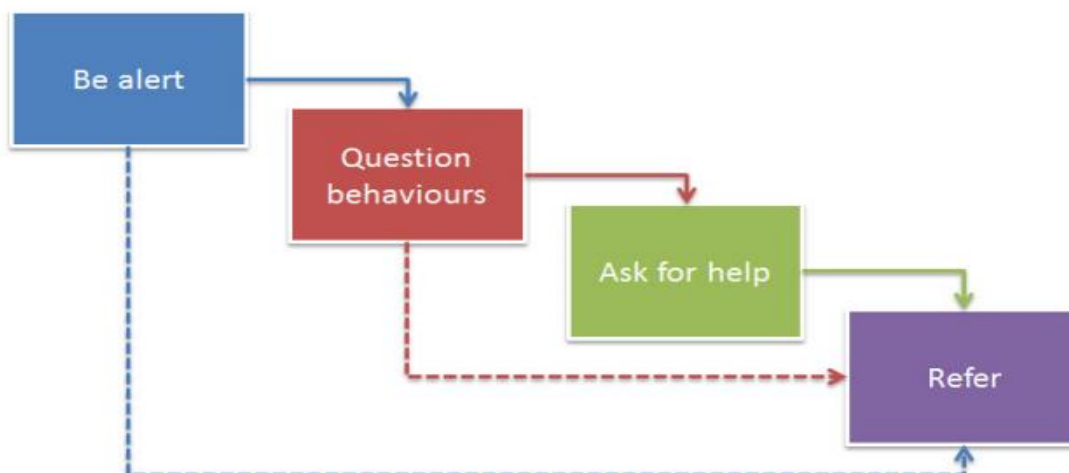 Be alert
Question
behaviours
Ask for help
Refer